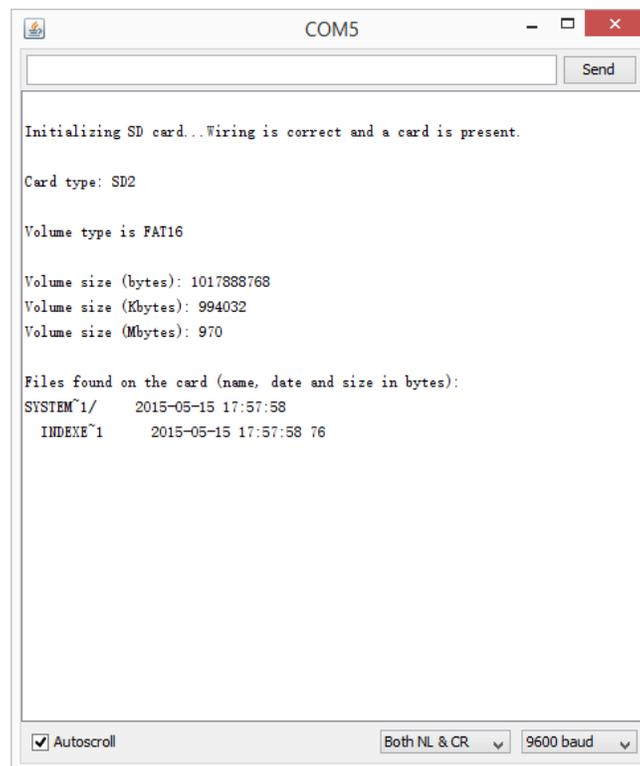 COM5
Send
Initializing SD card...Wiring is correct and a card is present.
Card type: SD2
Volume type is FAT16
Volume size (bytes): 1017888768
Volume size (Kbytes): 994032
Volume size (Mbytes): 970
Files found on the card (name, date and size in bytes):
SYSTEM~1/     2015-05-15 17:57:58
  INDEXE~1      2015-05-15 17:57:58 76
Autoscroll
Both NL & CR
9600 baud